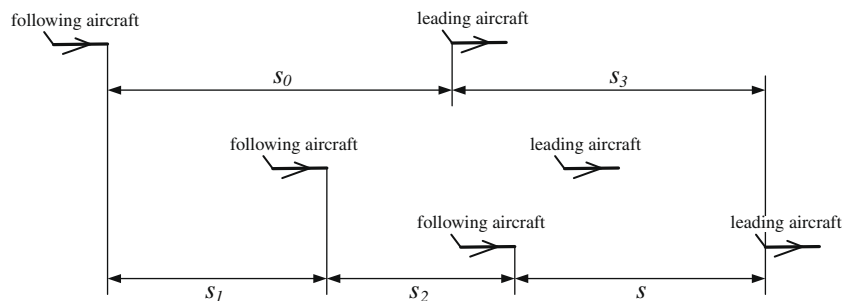 following aircraft
leading aircraft
s0
s3
following aircraft
leading aircraft
following aircraft
leading aircraft
s1
s2
s